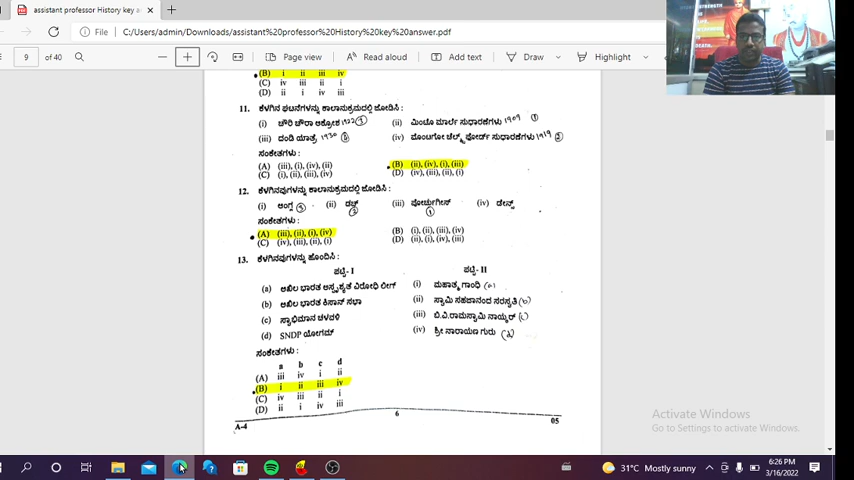 assistant professor History key a
File
C:/Users/admin/Downloads/assistant%20professor%20History%20key%20answer.pdf
9 of 40
Page view
Read aloud
Add text
Draw
Highlight
(B) i ii iii iv
(C) iv iii ii i
(D) ii i iv iii
11. ಕೆಳಗಿನ ಘಟನೆಗಳನ್ನು ಕಾಲಾನುಕ್ರಮದಲ್ಲಿ ಜೋಡಿಸಿ :
(i) ಚೌರಿ ಚೌರಾ ಆಕ್ರೋಶ 1922 (3) (ii) ಮಿಂಟೊ ಮಾರ್ಲೆ ಸುಧಾರಣೆಗಳು 1909 (1)
(iii) ದಂಡಿ ಯಾತ್ರೆ 1930 (iv) ಮೊಂಟಗೋ ಚೆಲ್ಮ್ಸ್‌ಫೋರ್ಡ್ ಸುಧಾರಣೆಗಳು 1919 (2)
ಸಂಕೇತಗಳು :
(A) (iii), (i), (iv), (ii) (B) (ii), (iv), (i), (iii)
(C) (i), (ii), (iii), (iv) (D) (iv), (iii), (ii), (i)
12. ಕೆಳಗಿನವುಗಳನ್ನು ಕಾಲಾನುಕ್ರಮದಲ್ಲಿ ಜೋಡಿಸಿ :
(i) ಆಂಗ್ಲ (3) (ii) ಡಚ್ (2) (iii) ಪೋರ್ಚುಗೀಸ್ (1) (iv) ಡೇನ್ಸ್
ಸಂಕೇತಗಳು :
(A) (iii), (ii), (i), (iv) (B) (i), (ii), (iii), (iv)
(C) (iv), (iii), (ii), (i) (D) (ii), (i), (iv), (iii)
13. ಕೆಳಗಿನವುಗಳನ್ನು ಹೊಂದಿಸಿ :
ಪಟ್ಟಿ-I ಪಟ್ಟಿ-II
(a) ಅಖಿಲ ಭಾರತ ಅಸ್ಪೃಶ್ಯತೆ ವಿರೋಧಿ ಲೀಗ್ (i) ಮಹಾತ್ಮ ಗಾಂಧಿ (a)
(b) ಅಖಿಲ ಭಾರತ ಕಿಸಾನ್ ಸಭಾ (ii) ಸ್ವಾಮಿ ಸಹಜಾನಂದ ಸರಸ್ವತಿ (b)
(c) ಸ್ವಾಭಿಮಾನ ಚಳವಳಿ (iii) ಬಿ.ವಿ.ರಾಮಸ್ವಾಮಿ ನಾಯ್ಕರ್ (c)
(d) SNDP ಯೋಗಮ್ (iv) ಶ್ರೀ ನಾರಾಯಣ ಗುರು (d)
ಸಂಕೇತಗಳು :
a b c d
(A) iii iv i ii
(B) i ii iii iv
(C) iv iii ii i
(D) ii i iv iii
A-4 6 05
Activate Windows
Go to Settings to activate Windows.
31°C Mostly sunny
6:26 PM
3/16/2022